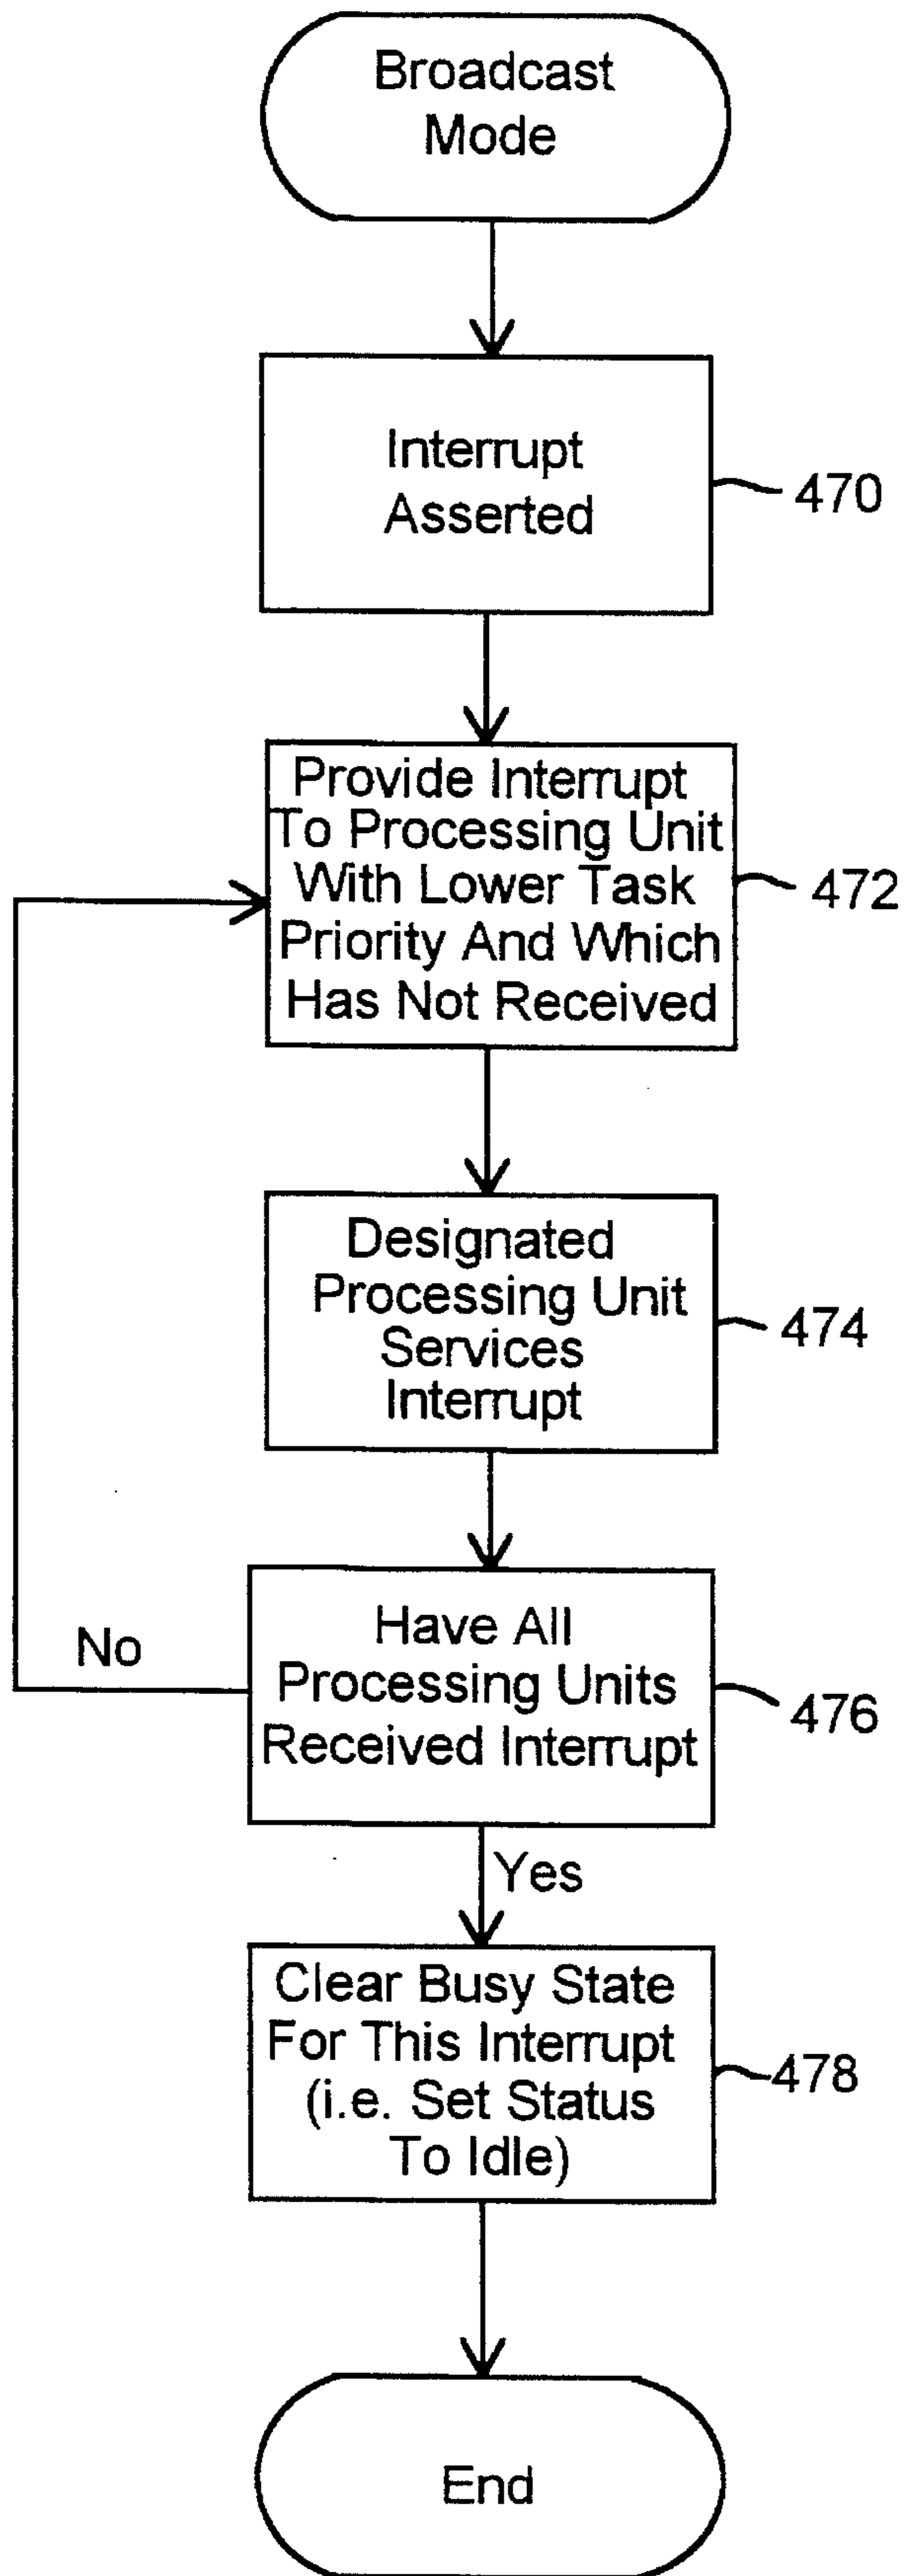 Broadcast
Mode
Interrupt
Asserted
470
Provide Interrupt
To Processing Unit
With Lower Task
Priority And Which
Has Not Received
472
Designated
Processing Unit
Services
Interrupt
474
Have All
Processing Units
Received Interrupt
476
No
Yes
Clear Busy State
For This Interrupt
(i.e. Set Status
To Idle)
478
End